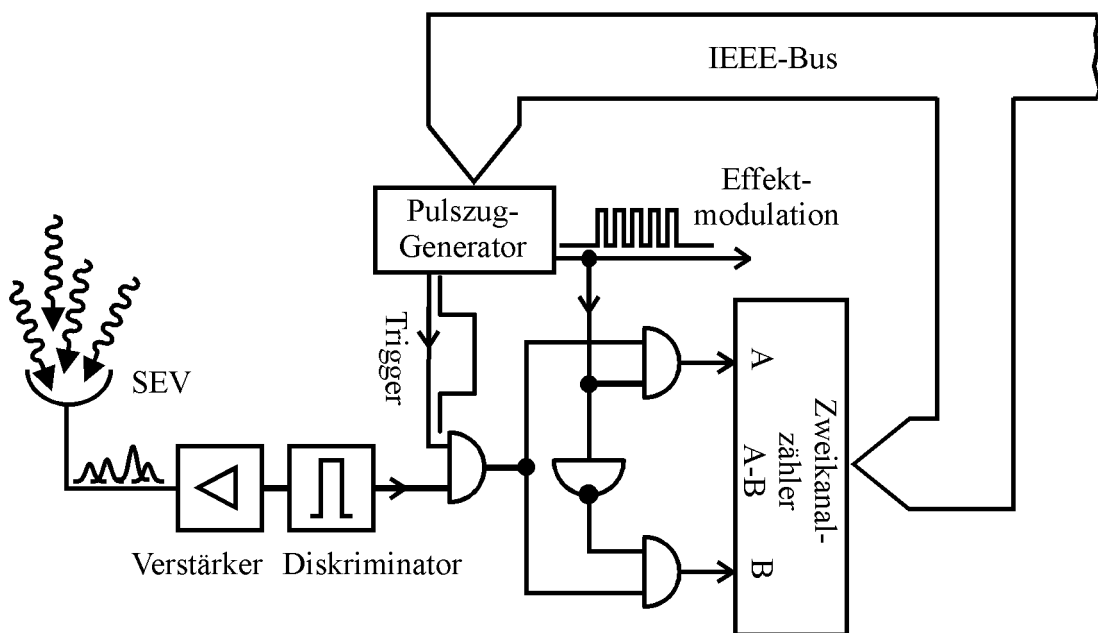 IEEE-Bus
Pulszug-
Generator
Effekt-
modulation
Trigger
SEV
Verstärker
Diskriminator
A
A-B
B
Zweikanal-
zähler